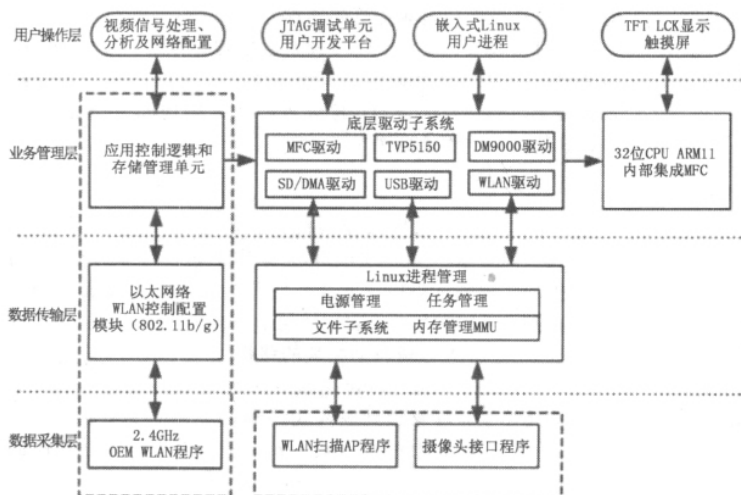 用户操作层
视频信号处理、
分析及网络配置
JTAG调试单元
用户开发平台
嵌入式Linux
用户进程
TFT LCK显示
触摸屏
业务管理层
应用控制逻辑和
存储管理单元
底层驱动子系统
MFC驱动
TVP5150
DM9000驱动
SD/DMA驱动
USB驱动
WLAN驱动
32位CPU ARM11
内部集成MFC
数据传输层
以太网络
WLAN控制配置
模块（802.11b/g）
Linux进程管理
电源管理 任务管理
文件子系统 内存管理MMU
数据采集层
2.4GHz
OEM WLAN程序
WLAN扫描AP程序
摄像头接口程序